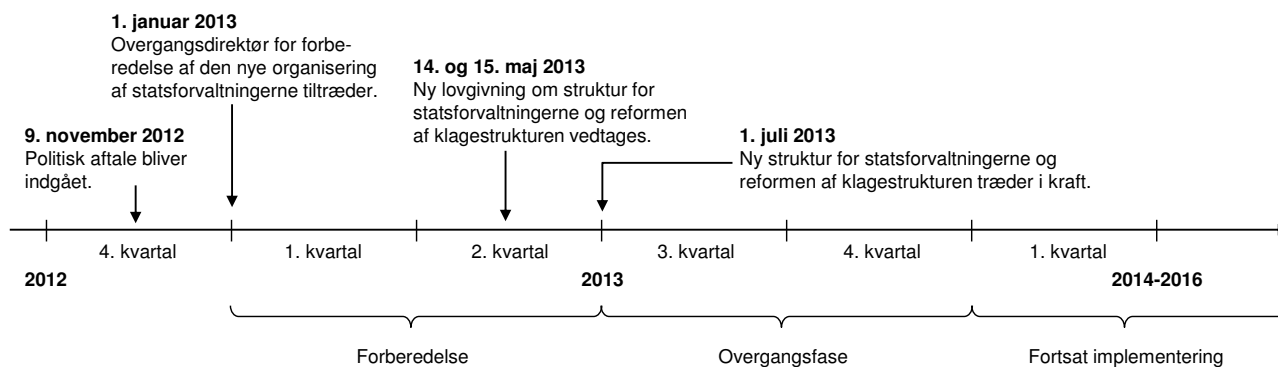 1. januar 2013
Overgangsdirektør for forbe-
redelse af den nye organisering
af statsforvaltningerne tiltræder.
14. og 15. maj 2013
Ny lovgivning om struktur for
statsforvaltningerne og reformen
af klagestrukturen vedtages.
9. november 2012
Politisk aftale bliver
indgået.
1. juli 2013
Ny struktur for statsforvaltningerne og
reformen af klagestrukturen træder i kraft.
4. kvartal
1. kvartal
2. kvartal
3. kvartal
4. kvartal
1. kvartal
2012
2013
2014-2016
Forberedelse
Overgangsfase
Fortsat implementering